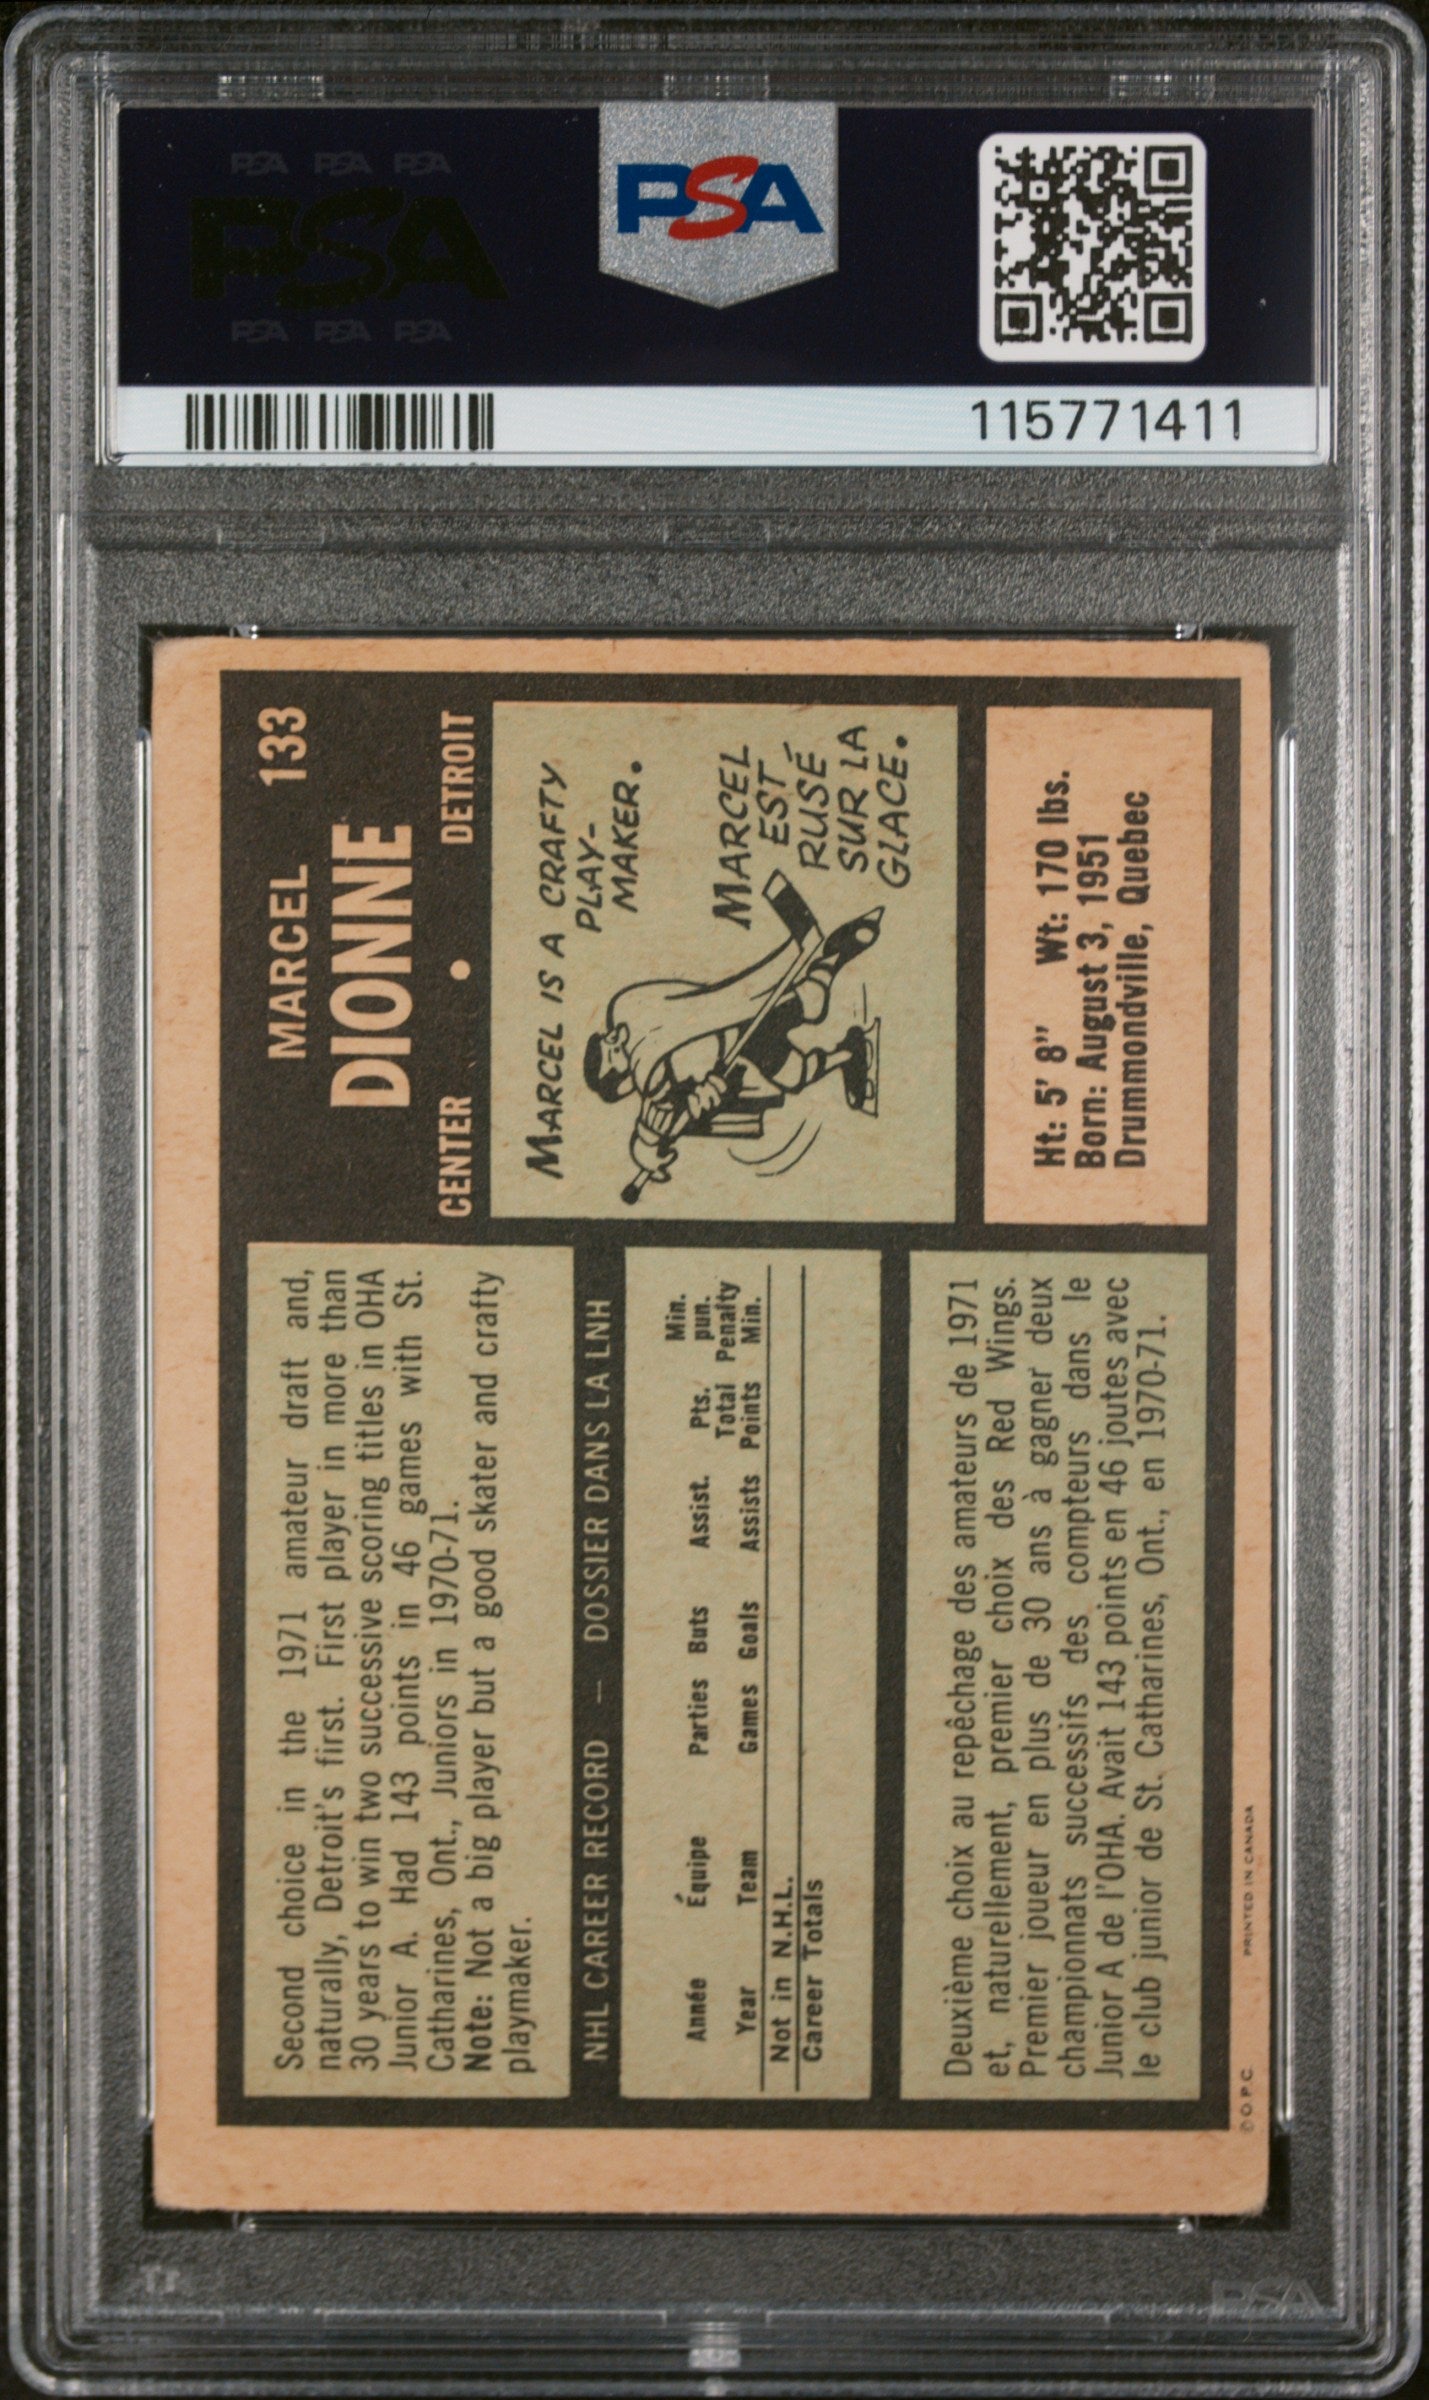 PSA PSA PSA
PSA
PSA PSA PSA
PSA
115771411
MARCEL 133
DIONNE
CENTER • DETROIT
MARCEL IS A CRAFTY
PLAY-
MAKER.
MARCEL
EST
RUSÉ
SUR LA
GLACE.
Ht: 5' 8" Wt: 170 lbs.
Born: August 3, 1951
Drummondville, Quebec
Second choice in the 1971 amateur draft and,
naturally, Detroit's first. First player in more than
30 years to win two successive scoring titles in OHA
Junior A. Had 143 points in 46 games with St.
Catharines, Ont., Juniors in 1970-71.
Note: Not a big player but a good skater and crafty
playmaker.
NHL CAREER RECORD — DOSSIER DANS LA LNH
Min.
Pts. pun.
Année Équipe Parties Buts Assist. Total Penalty
Year Team Games Goals Assists Points Min.
Not in N.H.L.
Career Totals
Deuxième choix au repêchage des amateurs de 1971
et, naturellement, premier choix des Red Wings.
Premier joueur en plus de 30 ans à gagner deux
championnats successifs des compteurs dans le
Junior A de l'OHA. Avait 143 points en 46 joutes avec
le club junior de St. Catharines, Ont., en 1970-71.
© O.P.C. PRINTED IN CANADA
PSA